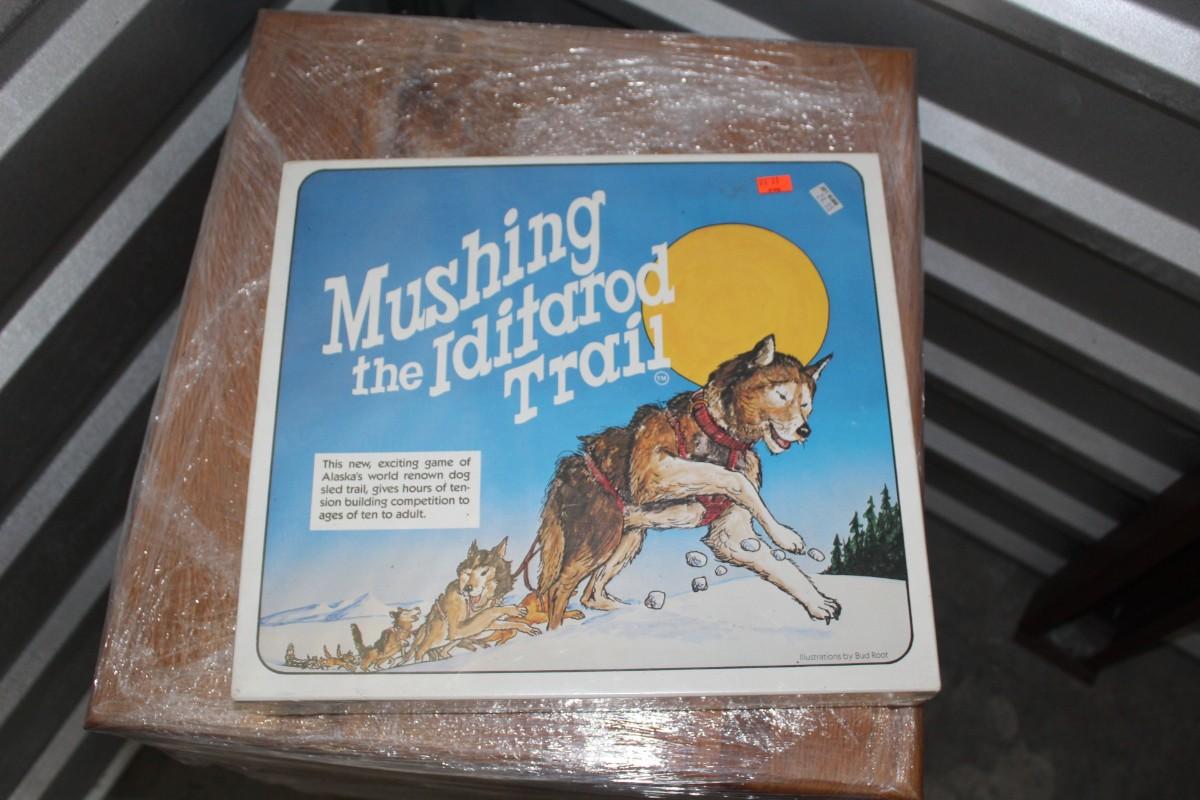 Mushing
the Iditarod
Trail
TM
This new, exciting game of
Alaska's world renown dog
sled trail, gives hours of ten-
sion building competition to
ages of ten to adult.
Illustrations by Bud Root